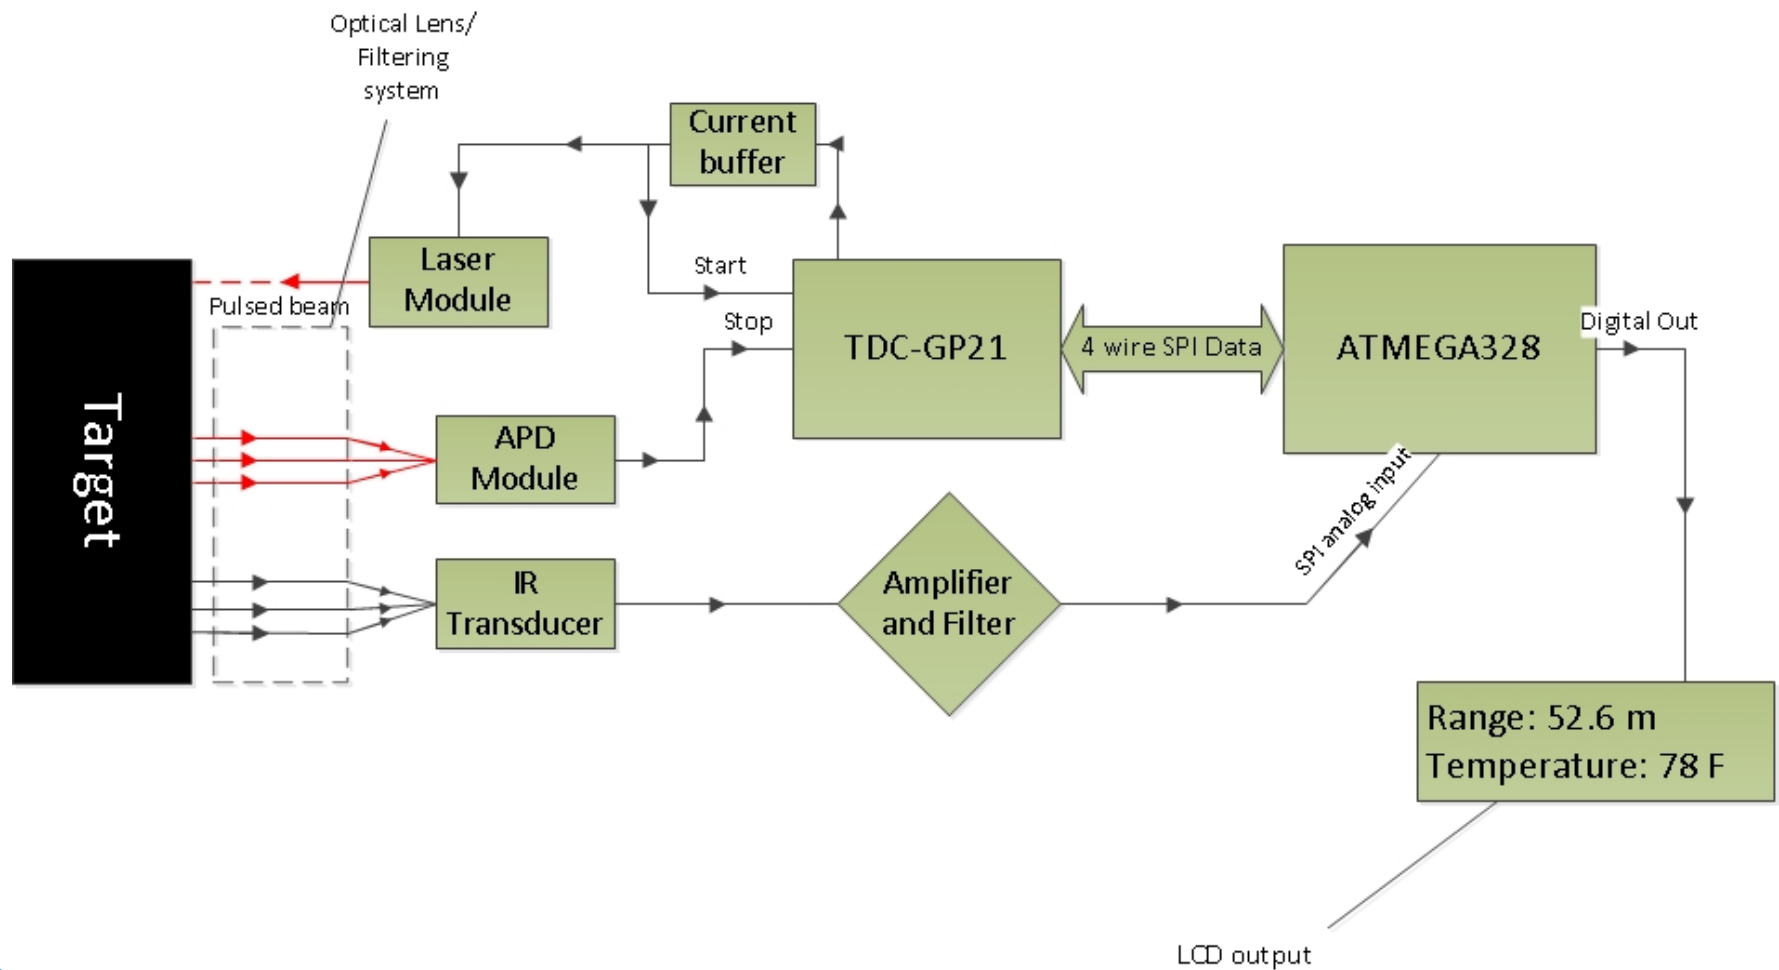 Optical Lens/
Filtering
system
Current
buffer
Laser
Module
Start
Pulsed beam
Stop
TDC-GP21
4 wire SPI Data
ATMEGA328
Digital Out
Target
APD
Module
SPI analog input
IR
Transducer
Amplifier
and Filter
Range: 52.6 m
Temperature: 78 F
LCD output